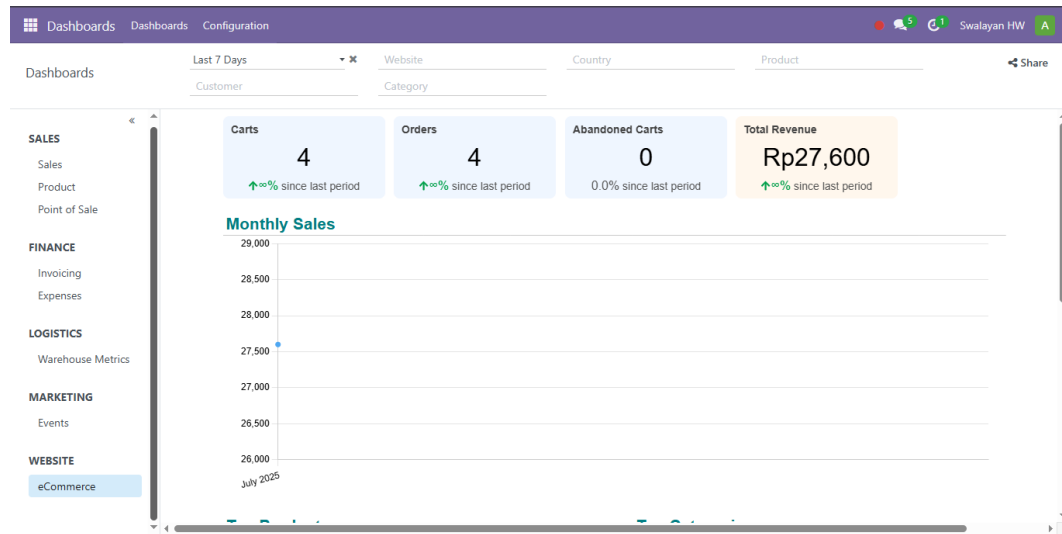 Dashboards Dashboards Configuration 5 1 Swalayan HW A
Dashboards
Last 7 Days Website Country Product
Customer Category
Share
SALES
Sales
Product
Point of Sale
FINANCE
Invoicing
Expenses
LOGISTICS
Warehouse Metrics
MARKETING
Events
WEBSITE
eCommerce
Carts
4
↑∞% since last period
Orders
4
↑∞% since last period
Abandoned Carts
0
0.0% since last period
Total Revenue
Rp27,600
↑∞% since last period
Monthly Sales
29,000
28,500
28,000
27,500
27,000
26,500
26,000
July 2025